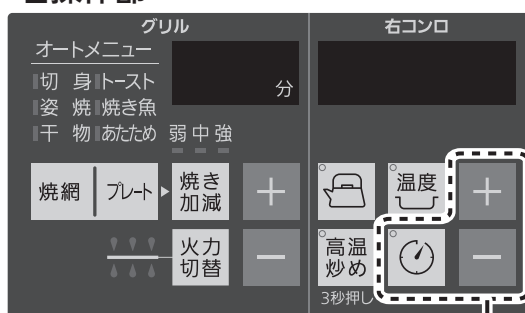 グリル
オートメニュー
切 身 トースト
姿 焼 焼き魚
干 物 あたため
分
弱 中 強
焼網 プレート
焼き
加減
＋
火力
切替
－
右コンロ
温度
＋
高温
炒め
－
3秒押し